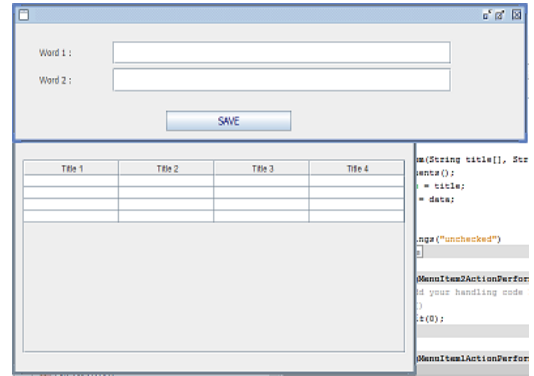 Word 1 :
Word 2 :
SAVE
Title 1 Title 2 Title 3 Title 4
(String title[], Str
ents();
= title;
= data;
ngs("unchecked")
MenuItem2ActionPerfor
d your handling code
t(0);
MenuItem1ActionPerfor